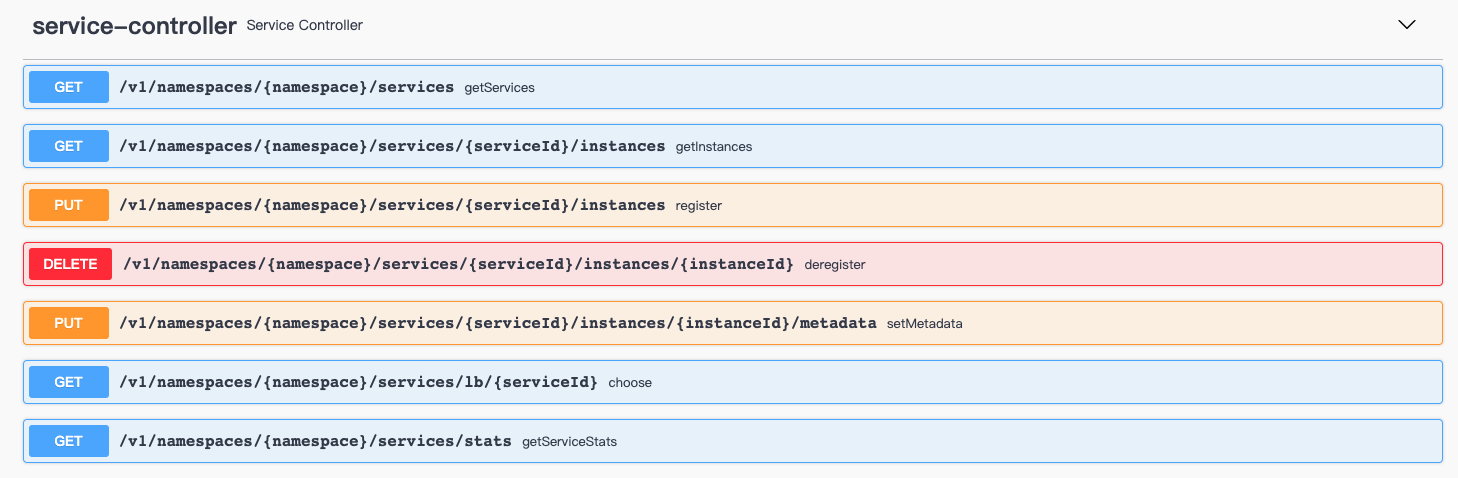 service-controller Service Controller
GET /v1/namespaces/{namespace}/services getServices
GET /v1/namespaces/{namespace}/services/{serviceId}/instances getInstances
PUT /v1/namespaces/{namespace}/services/{serviceId}/instances register
DELETE /v1/namespaces/{namespace}/services/{serviceId}/instances/{instanceId} deregister
PUT /v1/namespaces/{namespace}/services/{serviceId}/instances/{instanceId}/metadata setMetadata
GET /v1/namespaces/{namespace}/services/lb/{serviceId} choose
GET /v1/namespaces/{namespace}/services/stats getServiceStats